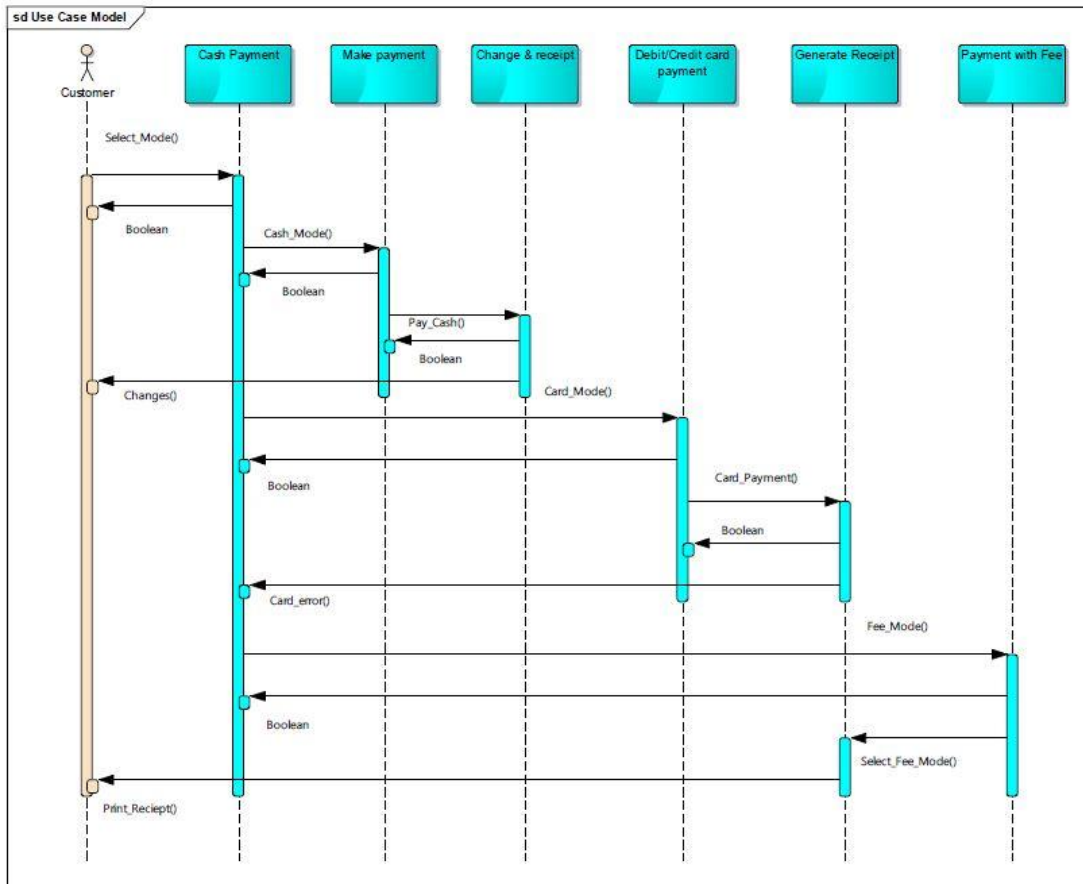 sd Use Case Model
Customer
Cash Payment
Make payment
Change & receipt
Debit/Credit card
payment
Generate Receipt
Payment with Fee
Select_Mode()
Boolean
Cash_Mode()
Boolean
Pay_Cash()
Boolean
Changes()
Card_Mode()
Boolean
Card_Payment()
Boolean
Card_error()
Fee_Mode()
Boolean
Select_Fee_Mode()
Print_Reciept()